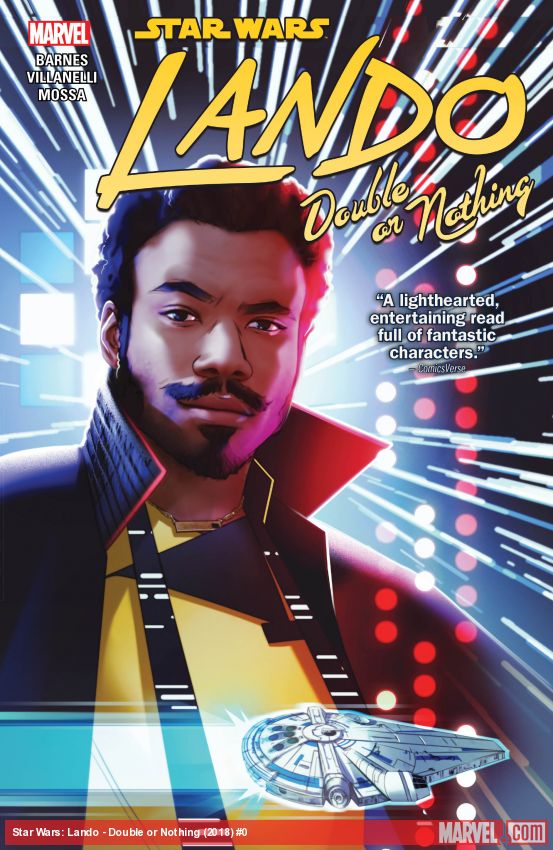 MARVEL
BARNES
VILLANELLI
MOSSA
STAR WARS
LANDO
Double
or Nothing
“A lighthearted,
entertaining read
full of fantastic
characters.”
— ComicsVerse
Star Wars: Lando - Double or Nothing (2018) #0
MARVEL.com